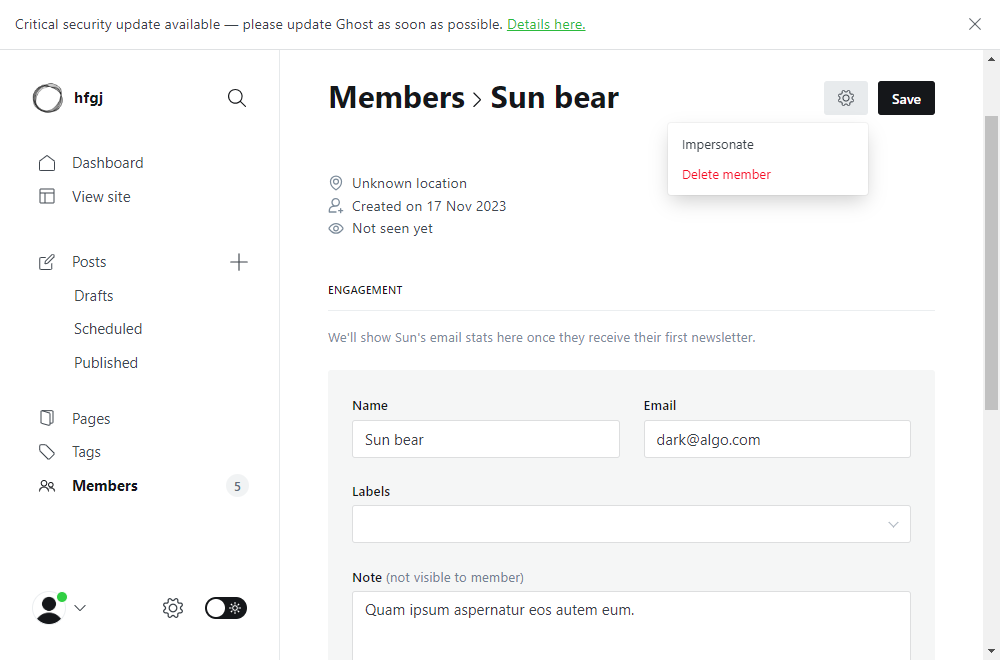 Critical security update available — please update Ghost as soon as possible. Details here.
hfgj
Dashboard
View site
Posts
Drafts
Scheduled
Published
Pages
Tags
Members 5
Members > Sun bear
Save
Impersonate
Delete member
Unknown location
Created on 17 Nov 2023
Not seen yet
ENGAGEMENT
We'll show Sun's email stats here once they receive their first newsletter.
Name
Sun bear
Email
dark@algo.com
Labels
Note (not visible to member)
Quam ipsum aspernatur eos autem eum.